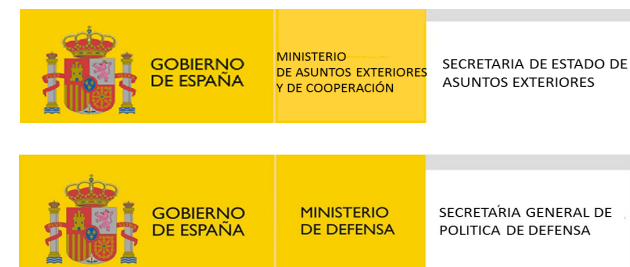 GOBIERNO
DE ESPAÑA
MINISTERIO
DE ASUNTOS EXTERIORES
Y DE COOPERACIÓN
SECRETARIA DE ESTADO DE
ASUNTOS EXTERIORES
GOBIERNO
DE ESPAÑA
MINISTERIO
DE DEFENSA
SECRETARÍA GENERAL DE
POLITICA DE DEFENSA